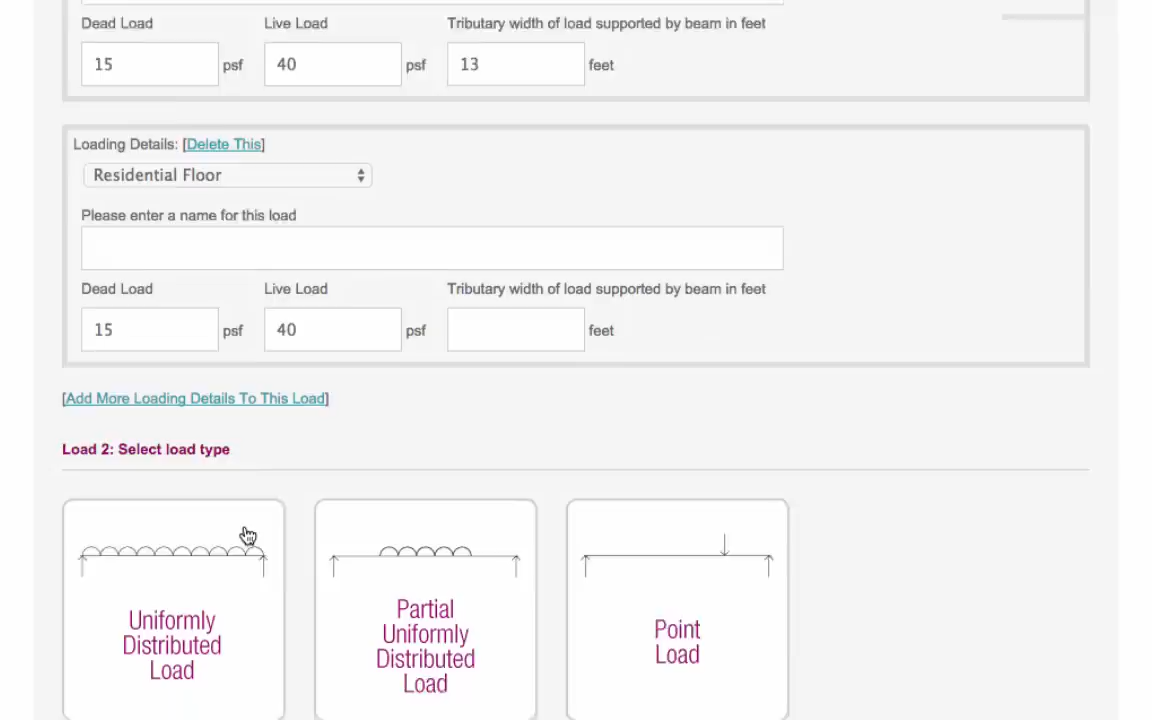 Dead Load Live Load Tributary width of load supported by beam in feet
15 psf 40 psf 13 feet
Loading Details: [Delete This]
Residential Floor
Please enter a name for this load
Dead Load Live Load Tributary width of load supported by beam in feet
15 psf 40 psf feet
[Add More Loading Details To This Load]
Load 2: Select load type
Uniformly
Distributed
Load
Partial
Uniformly
Distributed
Load
Point
Load